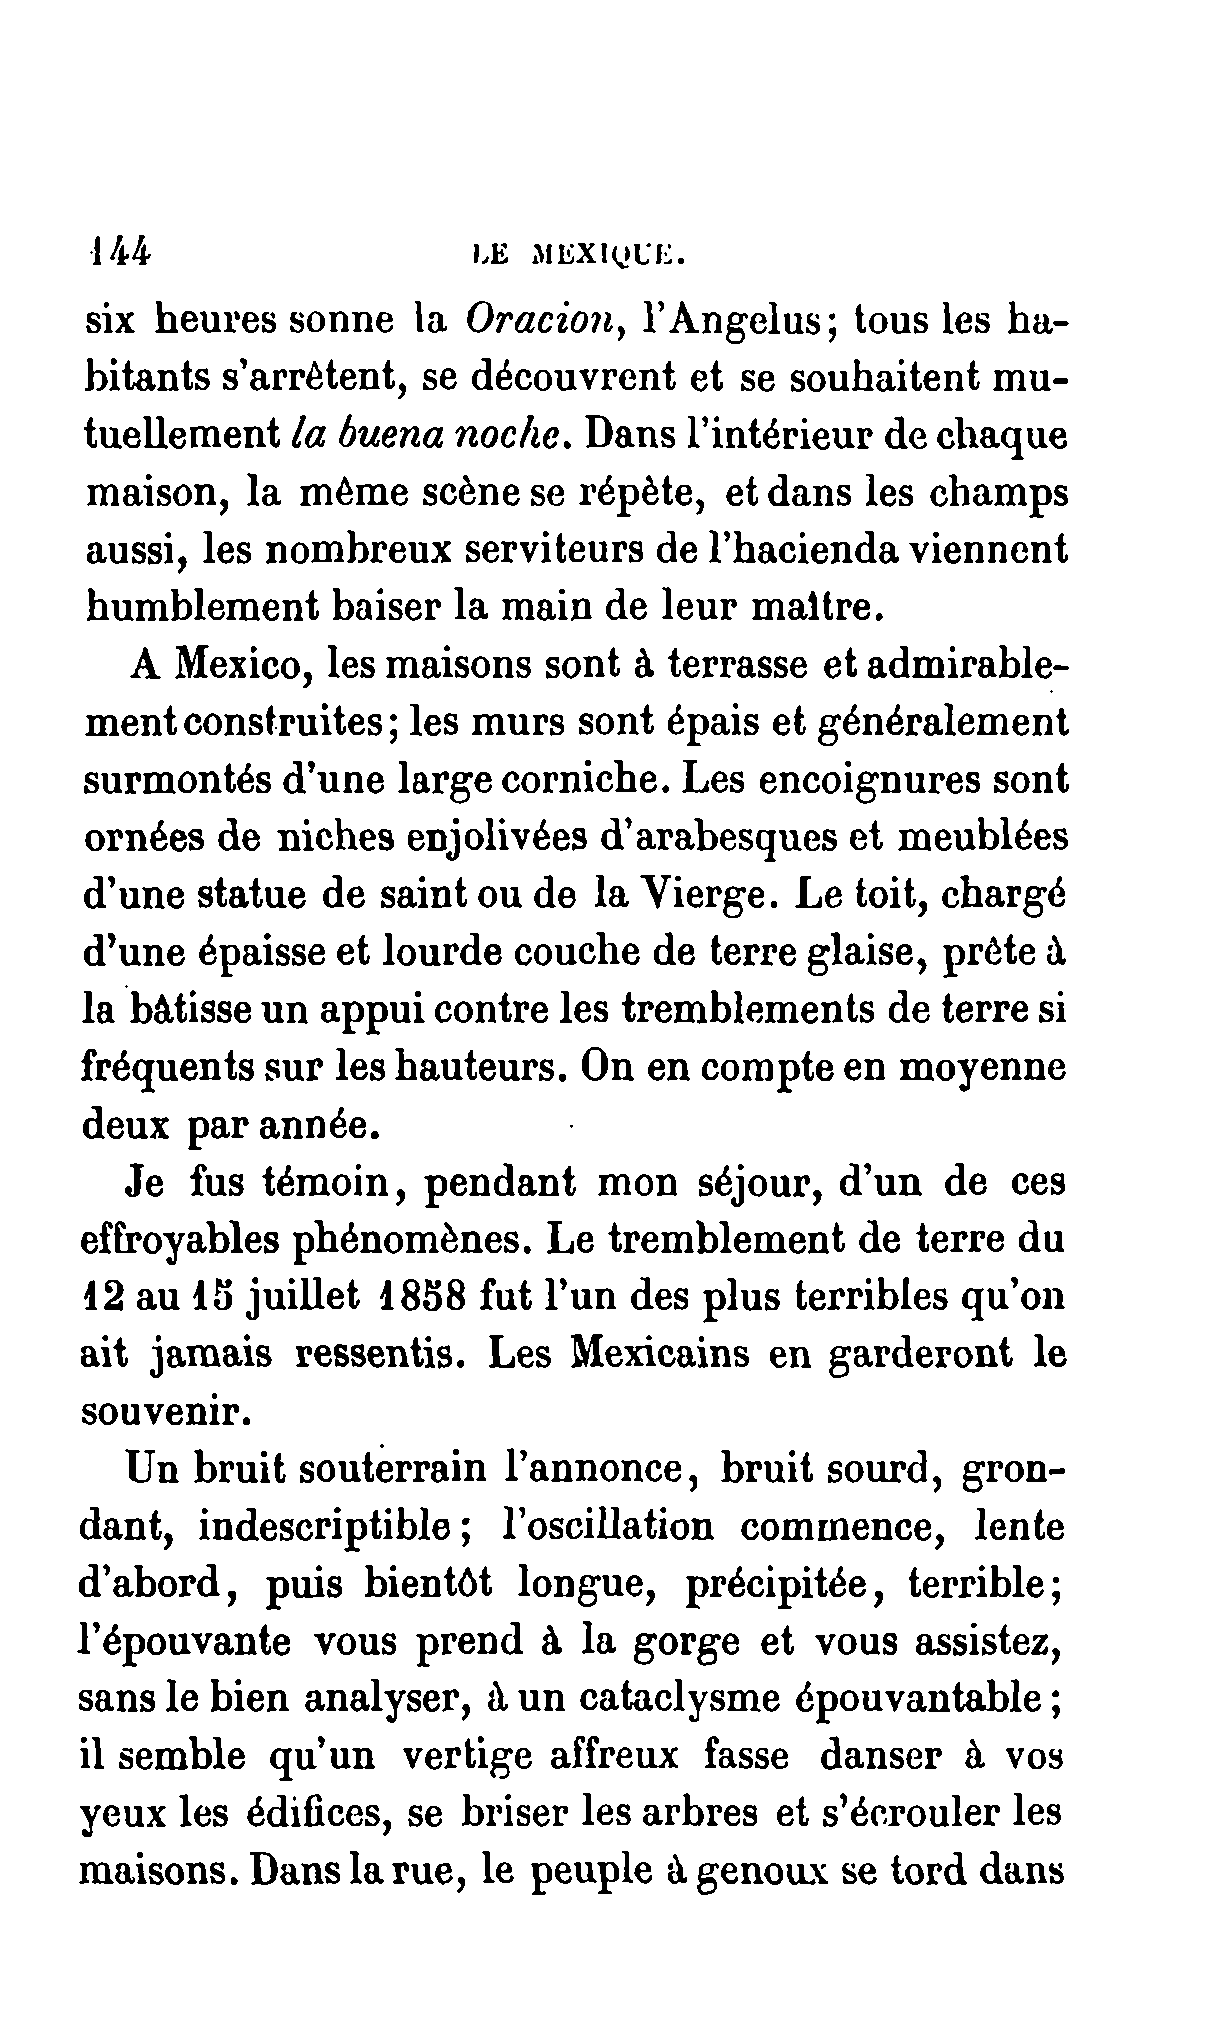 144 LE MEXIQUE.
six heures sonne la Oracion, l'Angelus; tous les ha-
bitants s'arrêtent, se découvrent et se souhaitent mu-
tuellement la buena noche. Dans l'intérieur de chaque
maison, la même scène se répète, et dans les champs
aussi, les nombreux serviteurs de l'hacienda viennent
humblement baiser la main de leur maître.
A Mexico, les maisons sont à terrasse et admirable-
ment construites; les murs sont épais et généralement
surmontés d'une large corniche. Les encoignures sont
ornées de niches enjolivées d'arabesques et meublées
d'une statue de saint ou de la Vierge. Le toit, chargé
d'une épaisse et lourde couche de terre glaise, prête à
la bâtisse un appui contre les tremblements de terre si
fréquents sur les hauteurs. On en compte en moyenne
deux par année.
Je fus témoin, pendant mon séjour, d'un de ces
effroyables phénomènes. Le tremblement de terre du
12 au 15 juillet 1858 fut l'un des plus terribles qu'on
ait jamais ressentis. Les Mexicains en garderont le
souvenir.
Un bruit souterrain l'annonce, bruit sourd, gron-
dant, indescriptible; l'oscillation commence, lente
d'abord, puis bientôt longue, précipitée, terrible;
l'épouvante vous prend à la gorge et vous assistez,
sans le bien analyser, à un cataclysme épouvantable;
il semble qu'un vertige affreux fasse danser à vos
yeux les édifices, se briser les arbres et s'écrouler les
maisons. Dans la rue, le peuple à genoux se tord dans